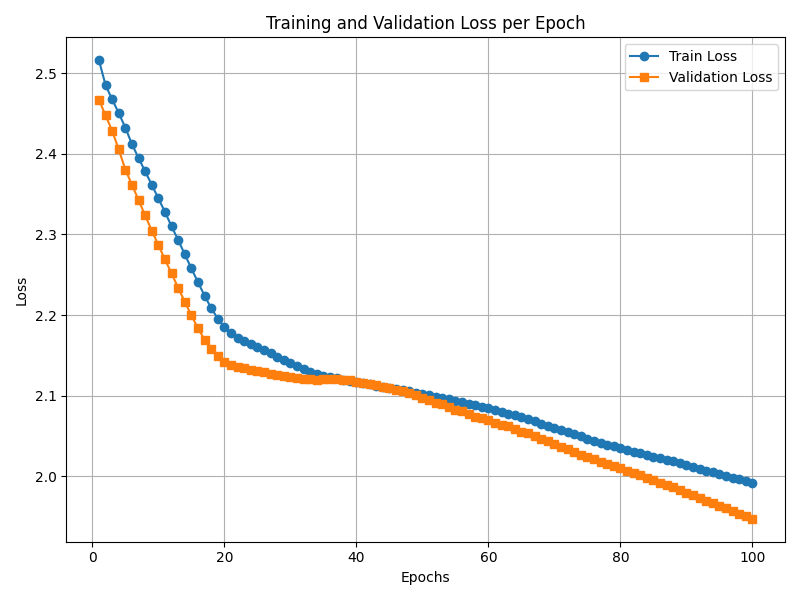 Training and Validation Loss per Epoch
Train Loss
Validation Loss
2.5
2.4
2.3
2.2
2.1
2.0
Loss
0 20 40 60 80 100
Epochs